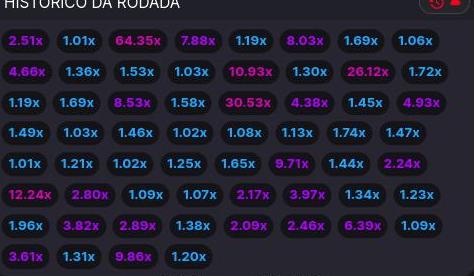 HISTÓRICO DA RODADA
2.51x 1.01x 64.35x 7.88x 1.19x 8.03x 1.69x 1.06x
4.66x 1.36x 1.53x 1.03x 10.93x 1.30x 26.12x 1.72x
1.19x 1.69x 8.53x 1.58x 30.53x 4.38x 1.45x 4.93x
1.49x 1.03x 1.46x 1.02x 1.08x 1.13x 1.74x 1.47x
1.01x 1.21x 1.02x 1.25x 1.65x 9.71x 1.44x 2.24x
12.24x 2.80x 1.09x 1.07x 2.17x 3.97x 1.34x 1.23x
1.96x 3.82x 2.89x 1.38x 2.09x 2.46x 6.39x 1.09x
3.61x 1.31x 9.86x 1.20x